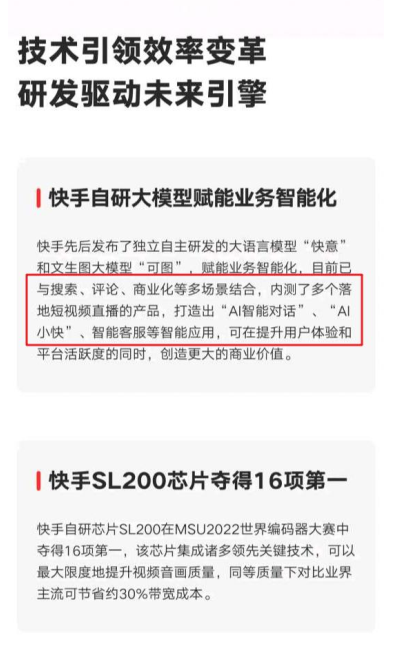 技术引领效率变革
研发驱动未来引擎
快手自研大模型赋能业务智能化
快手先后发布了独立自主研发的大语言模型“快意”
和文生图大模型“可图”，赋能业务智能化，目前已
与搜索、评论、商业化等多场景结合，内测了多个落
地短视频直播的产品，打造出“AI智能对话”、“AI
小快”、智能客服等智能应用，可在提升用户体验和
平台活跃度的同时，创造更大的商业价值。
快手SL200芯片夺得16项第一
快手自研芯片SL200在MSU2022世界编码器大赛中
夺得16项第一，该芯片集成诸多领先关键技术，可以
最大限度地提升视频音画质量，同等质量下对比业界
主流可节省约30%带宽成本。